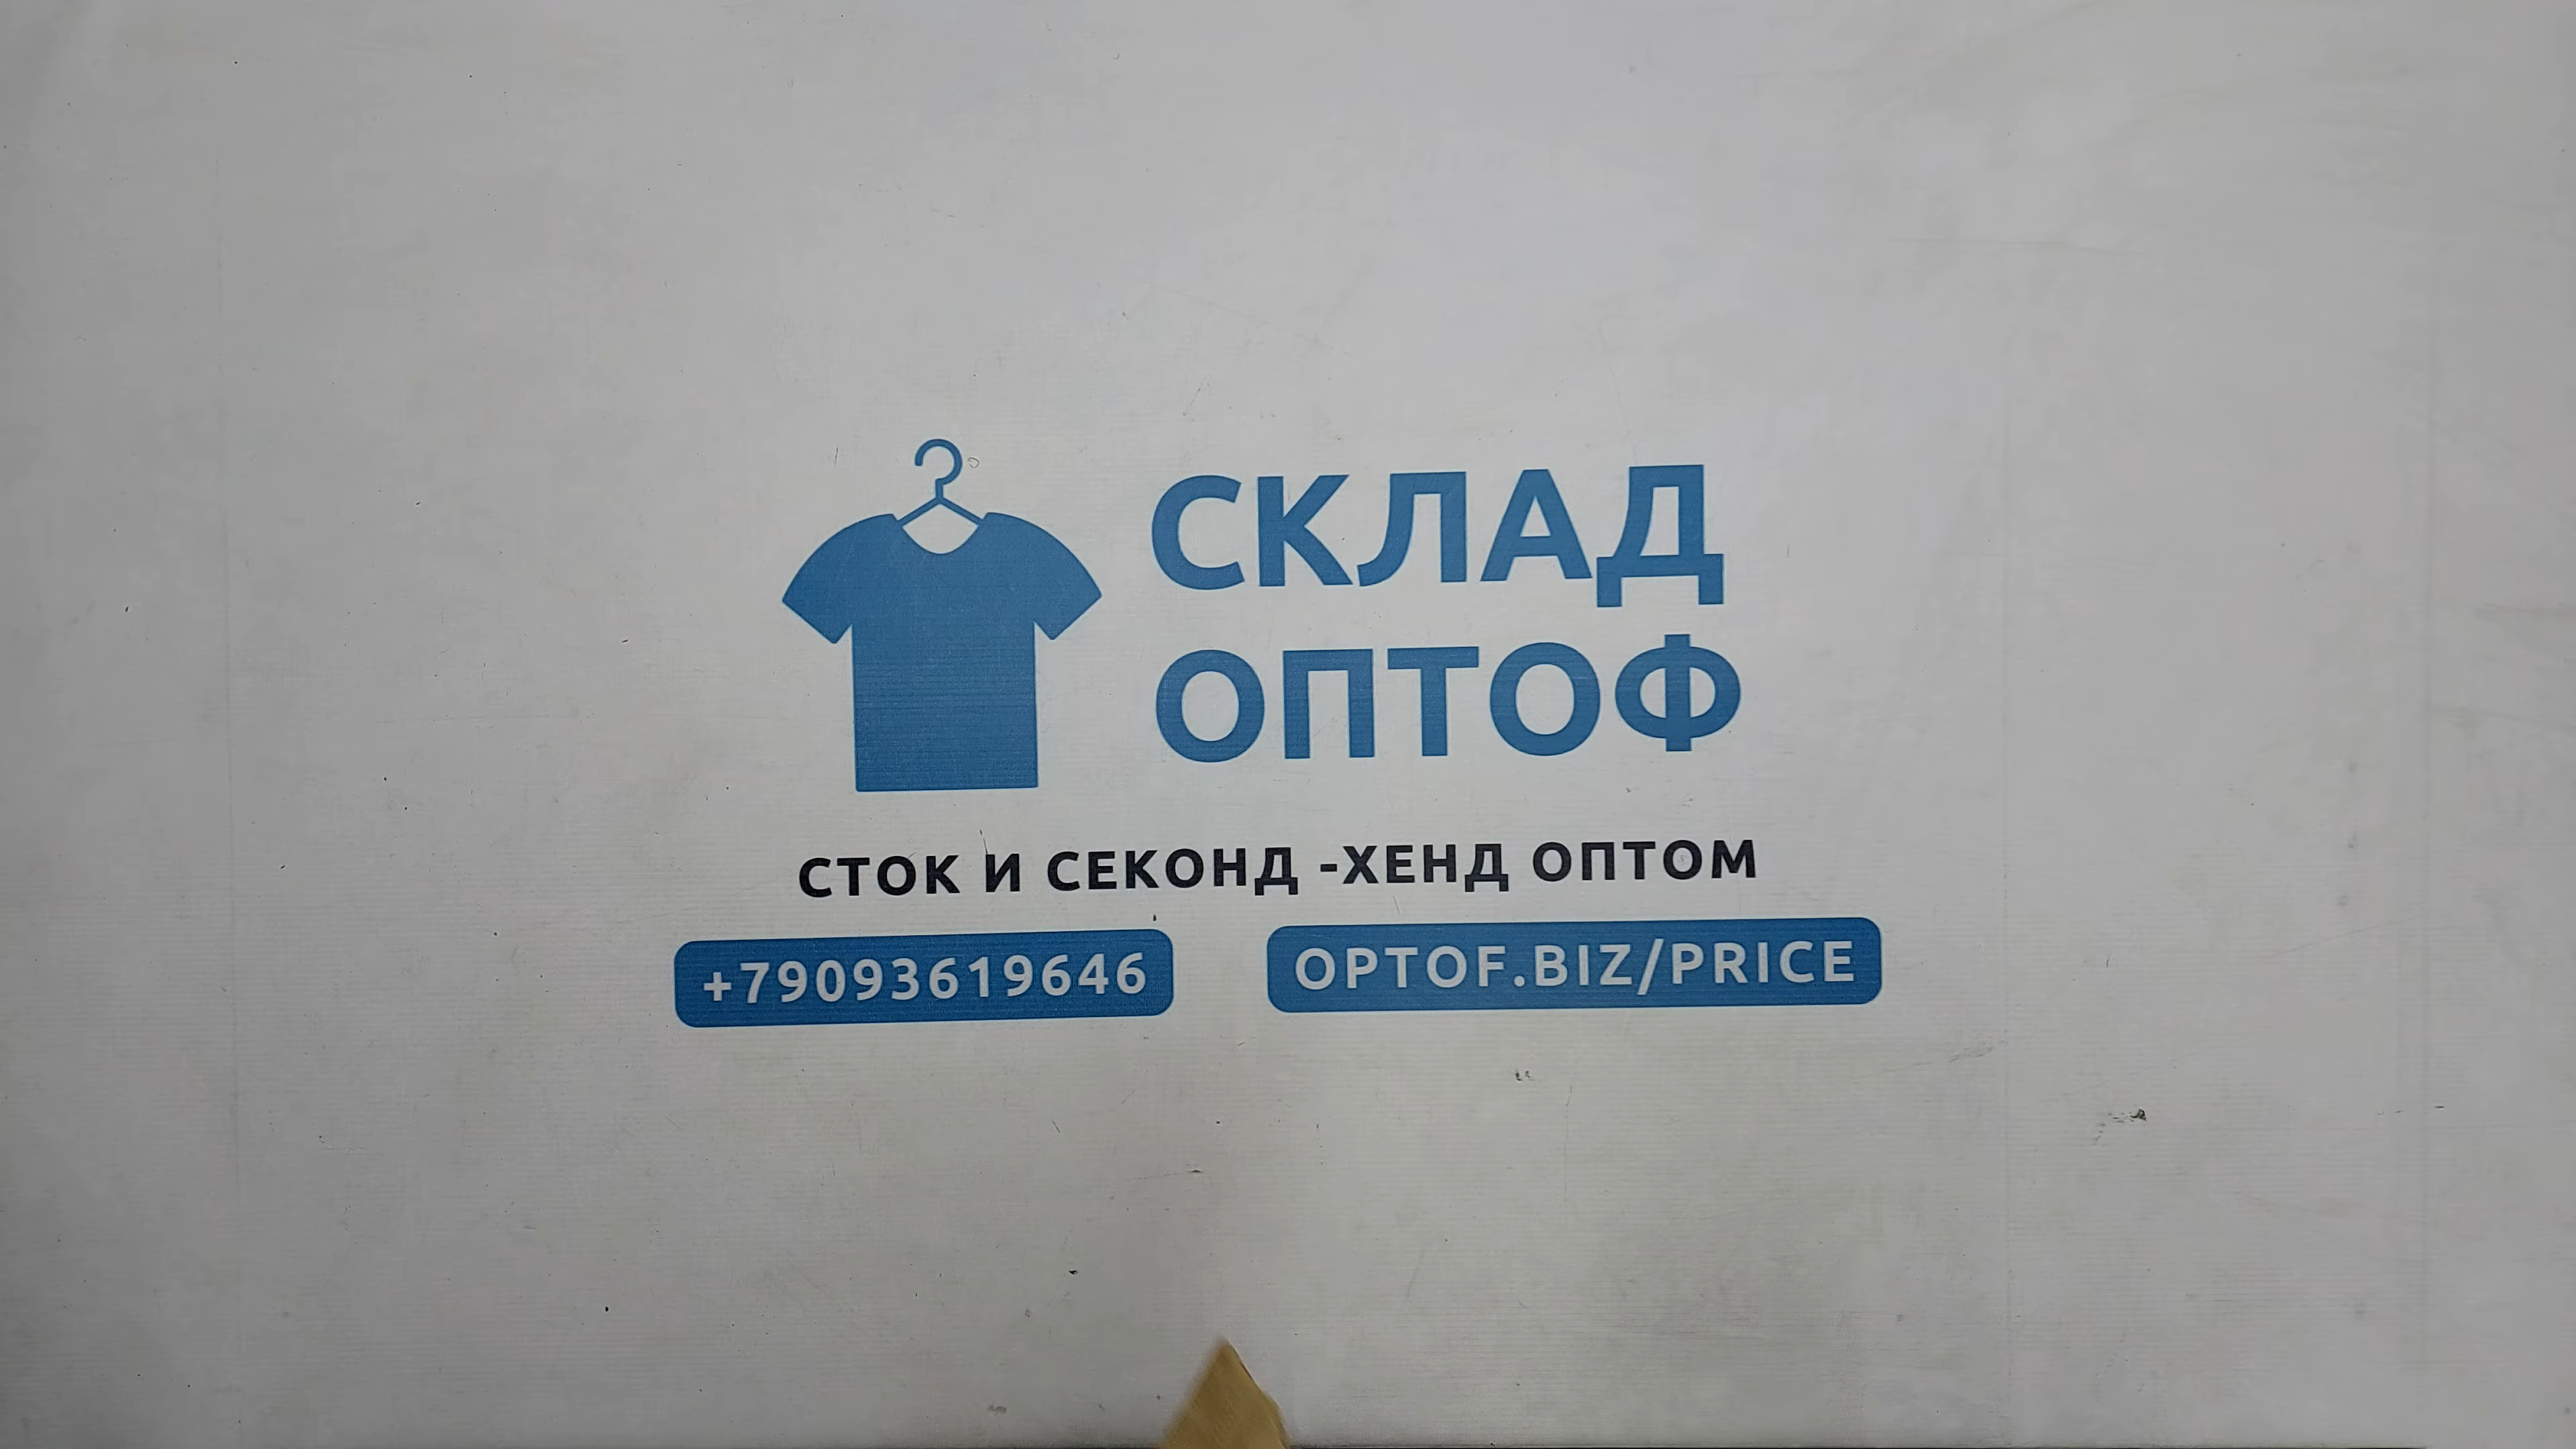 СКЛАД
ОПТОФ
СТОК И СЕКОНД -ХЕНД ОПТОМ
+79093619646
OPTOF.BIZ/PRICE